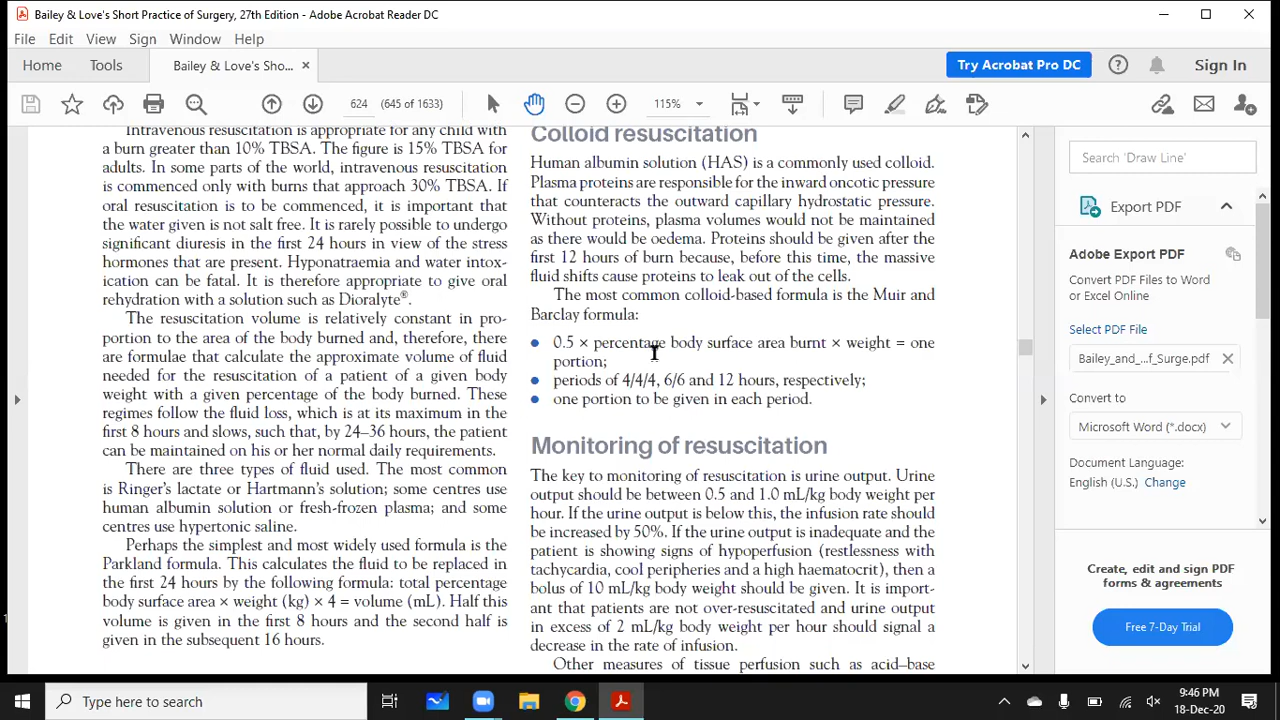 Bailey & Love's Short Practice of Surgery, 27th Edition - Adobe Acrobat Reader DC
File Edit View Sign Window Help
Home Tools Bailey & Love's Sho... × Try Acrobat Pro DC Sign In
624 (645 of 1633) 115%
Intravenous resuscitation is appropriate for any child with
a burn greater than 10% TBSA. The figure is 15% TBSA for
adults. In some parts of the world, intravenous resuscitation
is commenced only with burns that approach 30% TBSA. If
oral resuscitation is to be commenced, it is important that
the water given is not salt free. It is rarely possible to undergo
significant diuresis in the first 24 hours in view of the stress
hormones that are present. Hyponatraemia and water intox-
ication can be fatal. It is therefore appropriate to give oral
rehydration with a solution such as Dioralyte®.
The resuscitation volume is relatively constant in pro-
portion to the area of the body burned and, therefore, there
are formulae that calculate the approximate volume of fluid
needed for the resuscitation of a patient of a given body
weight with a given percentage of the body burned. These
regimes follow the fluid loss, which is at its maximum in the
first 8 hours and slows, such that, by 24–36 hours, the patient
can be maintained on his or her normal daily requirements.
There are three types of fluid used. The most common
is Ringer's lactate or Hartmann's solution; some centres use
human albumin solution or fresh-frozen plasma; and some
centres use hypertonic saline.
Perhaps the simplest and most widely used formula is the
Parkland formula. This calculates the fluid to be replaced in
the first 24 hours by the following formula: total percentage
body surface area × weight (kg) × 4 = volume (mL). Half this
volume is given in the first 8 hours and the second half is
given in the subsequent 16 hours.
Colloid resuscitation
Human albumin solution (HAS) is a commonly used colloid.
Plasma proteins are responsible for the inward oncotic pressure
that counteracts the outward capillary hydrostatic pressure.
Without proteins, plasma volumes would not be maintained
as there would be oedema. Proteins should be given after the
first 12 hours of burn because, before this time, the massive
fluid shifts cause proteins to leak out of the cells.
The most common colloid-based formula is the Muir and
Barclay formula:
● 0.5 × percentage body surface area burnt × weight = one
portion;
● periods of 4/4/4, 6/6 and 12 hours, respectively;
● one portion to be given in each period.
Monitoring of resuscitation
The key to monitoring of resuscitation is urine output. Urine
output should be between 0.5 and 1.0 mL/kg body weight per
hour. If the urine output is below this, the infusion rate should
be increased by 50%. If the urine output is inadequate and the
patient is showing signs of hypoperfusion (restlessness with
tachycardia, cool peripheries and a high haematocrit), then a
bolus of 10 mL/kg body weight should be given. It is import-
ant that patients are not over-resuscitated and urine output
in excess of 2 mL/kg body weight per hour should signal a
decrease in the rate of infusion.
Other measures of tissue perfusion such as acid–base
Search 'Draw Line'
Export PDF
Adobe Export PDF
Convert PDF Files to Word
or Excel Online
Select PDF File
Bailey_and_...f_Surge.pdf ×
Convert to
Microsoft Word (*.docx)
Document Language:
English (U.S.) Change
Create, edit and sign PDF
forms & agreements
Free 7-Day Trial
Type here to search
9:46 PM
18-Dec-20